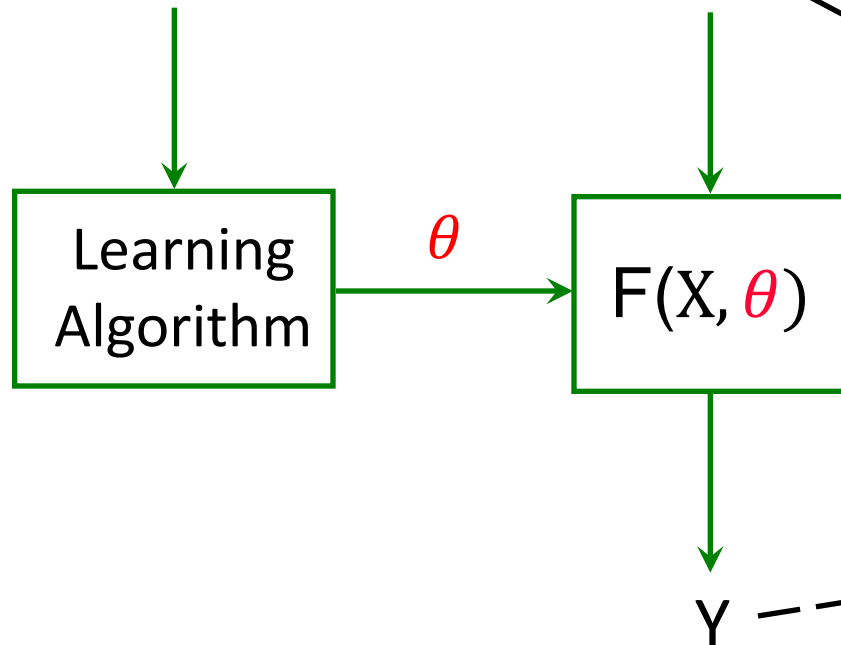 θ
Learning
Algorithm
F(X, θ)
Y